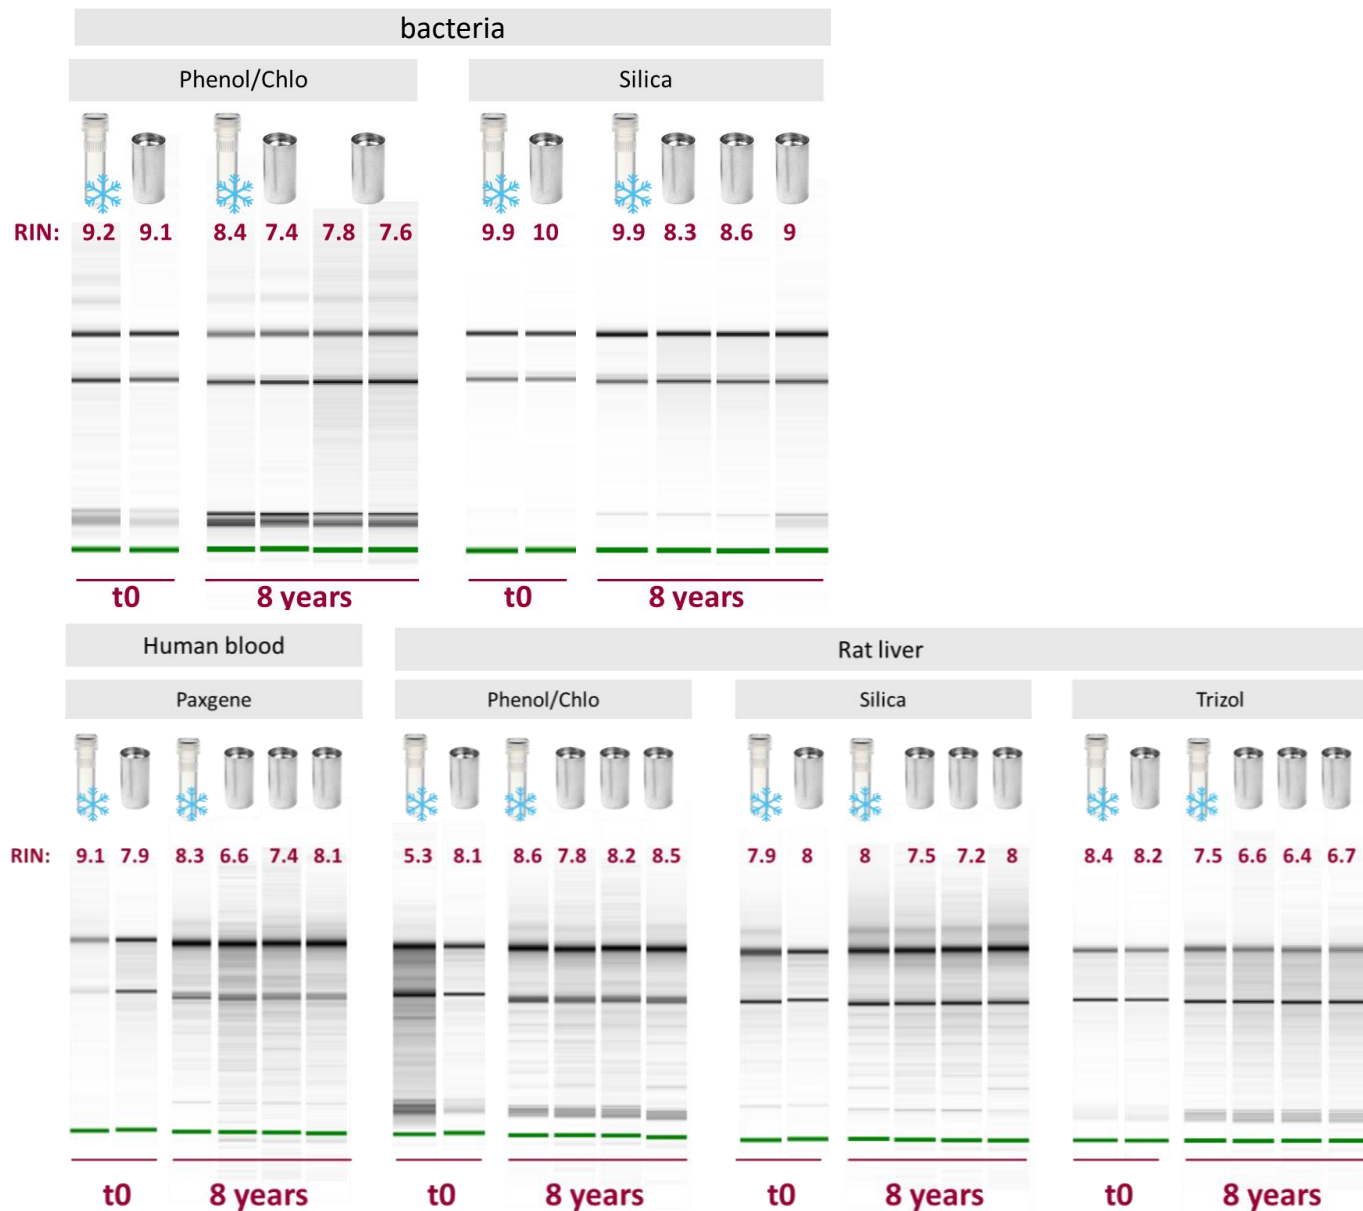 bacteria
Phenol/Chlo Silica
RIN: 9.2 9.1 8.4 7.4 7.8 7.6 9.9 10 9.9 8.3 8.6 9
t0 8 years t0 8 years
Human blood Rat liver
Paxgene Phenol/Chlo Silica Trizol
RIN: 9.1 7.9 8.3 6.6 7.4 8.1 5.3 8.1 8.6 7.8 8.2 8.5 7.9 8 8 7.5 7.2 8 8.4 8.2 7.5 6.6 6.4 6.7
t0 8 years t0 8 years t0 8 years t0 8 years